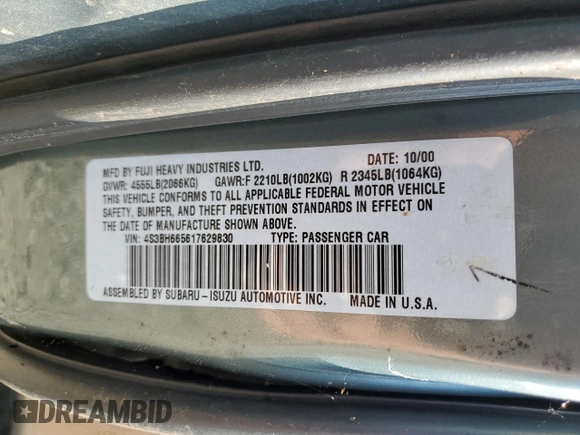 MFD BY FUJI HEAVY INDUSTRIES LTD. DATE: 10/00
GVWR: 4555LB(2066KG) GAWR:F 2210LB(1002KG) R 2345LB(1064KG)
THIS VEHICLE CONFORMS TO ALL APPLICABLE FEDERAL MOTOR VEHICLE
SAFETY, BUMPER, AND THEFT PREVENTION STANDARDS IN EFFECT ON
THE DATE OF MANUFACTURE SHOWN ABOVE.
VIN: 4S3BH665617629830 TYPE: PASSENGER CAR
ASSEMBLED BY SUBARU-ISUZU AUTOMOTIVE INC. MADE IN U.S.A.
DREAMBID